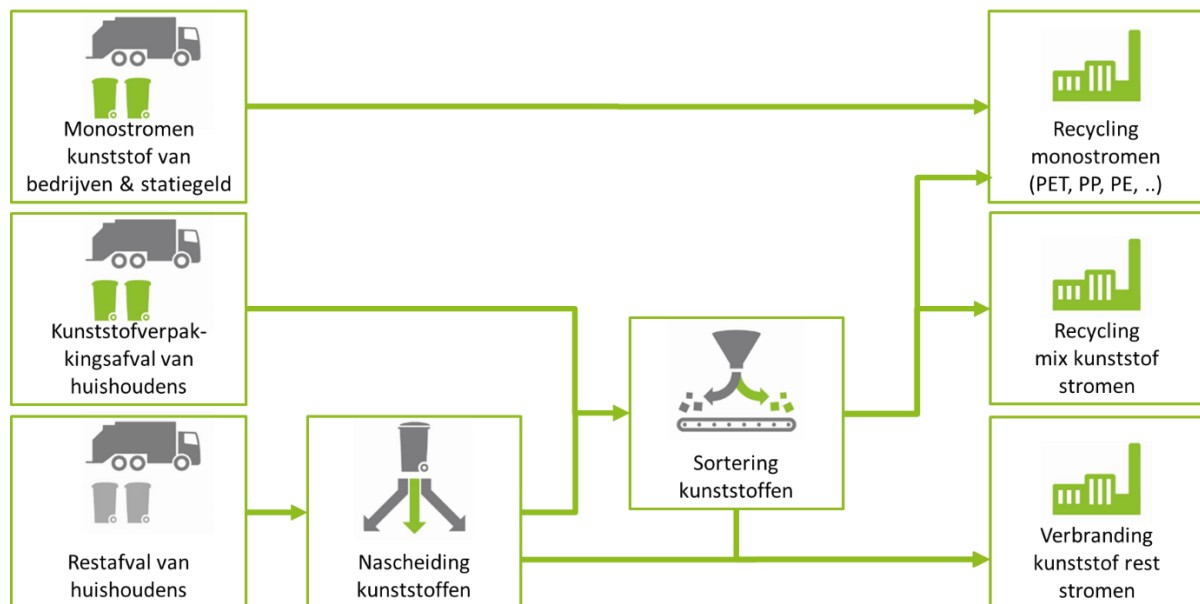 Monostromen
kunststof van
bedrijven & statiegeld
Recycling
monostromen
(PET, PP, PE, ..)
Kunststofverpak-
kingsafval van
huishoudens
Sortering
kunststoffen
Recycling
mix kunststof
stromen
Restafval van
huishoudens
Nascheiding
kunststoffen
Verbranding
kunststof rest
stromen